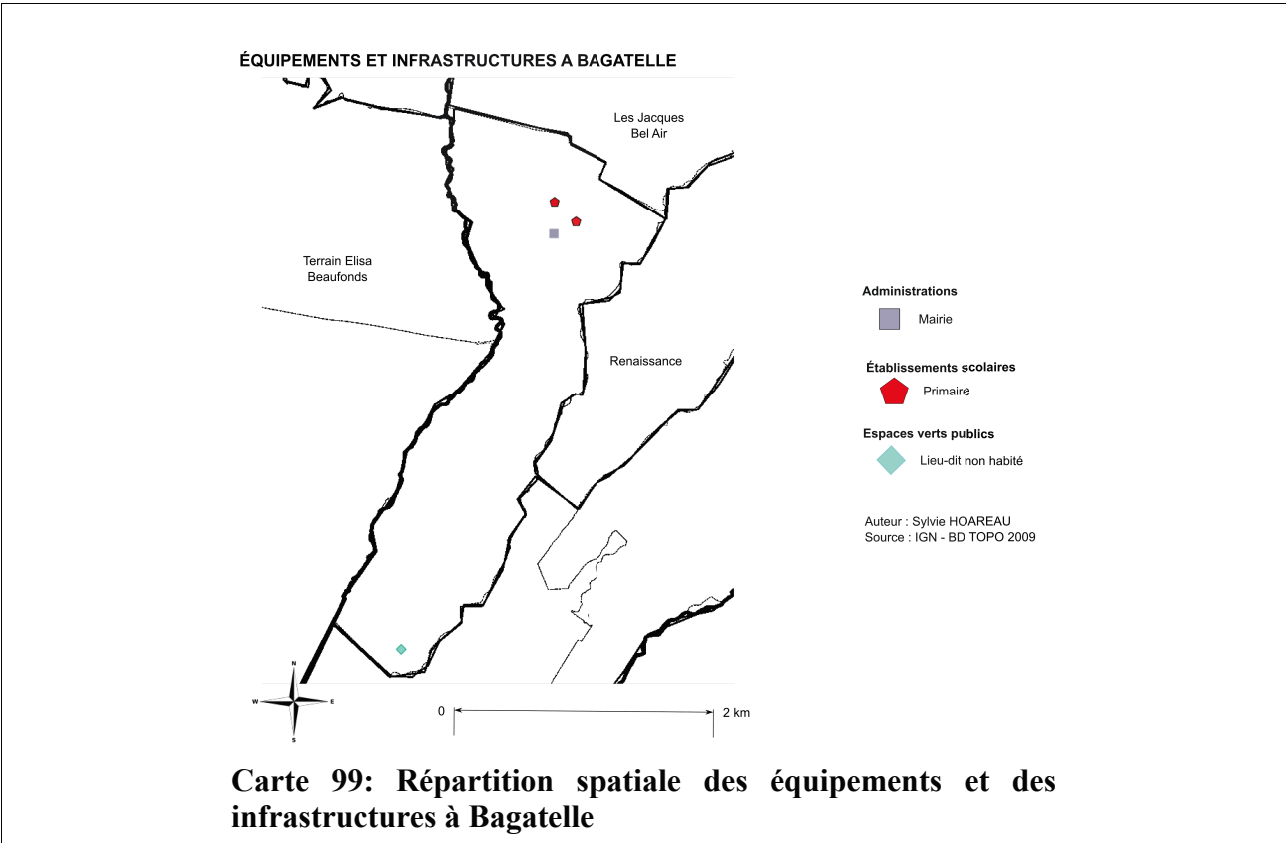 ÉQUIPEMENTS ET INFRASTRUCTURES A BAGATELLE
Les Jacques
Bel Air
Terrain Elisa
Beaufonds
Renaissance
Administrations
Mairie
Établissements scolaires
Primaire
Espaces verts publics
Lieu-dit non habité
Auteur : Sylvie HOAREAU
Source : IGN - BD TOPO 2009
N
W E
S
0 2 km
Carte 99: Répartition spatiale des équipements et des
infrastructures à Bagatelle